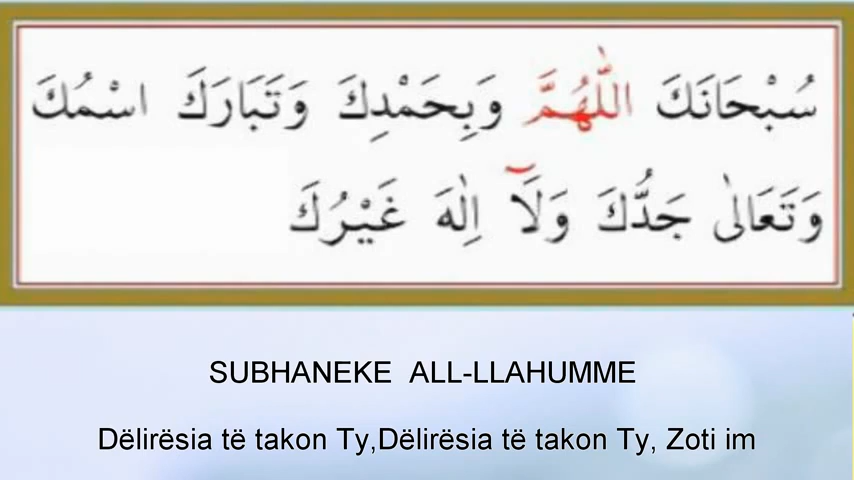 سُبْحَانَكَ اللّٰهُمَّ وَبِحَمْدِكَ وَتَبَارَكَ اسْمُكَ
وَتَعَالٰى جَدُّكَ وَلَآ اِلٰهَ غَيْرُكَ
SUBHANEKE ALL-LLAHUMME
Dëlirësia të takon Ty,Dëlirësia të takon Ty, Zoti im